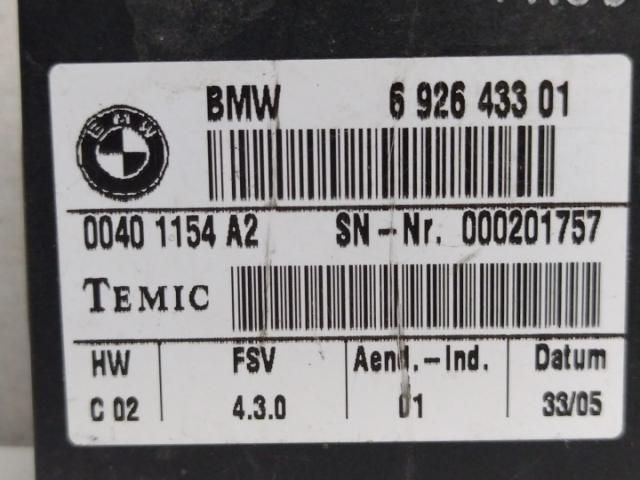 BMW 6 926 433 01
BMW
0040 1154 A2 SN-Nr. 000201757
TEMIC
HW FSV Aend.-Ind. Datum
C 02 4.3.0 01 33/05